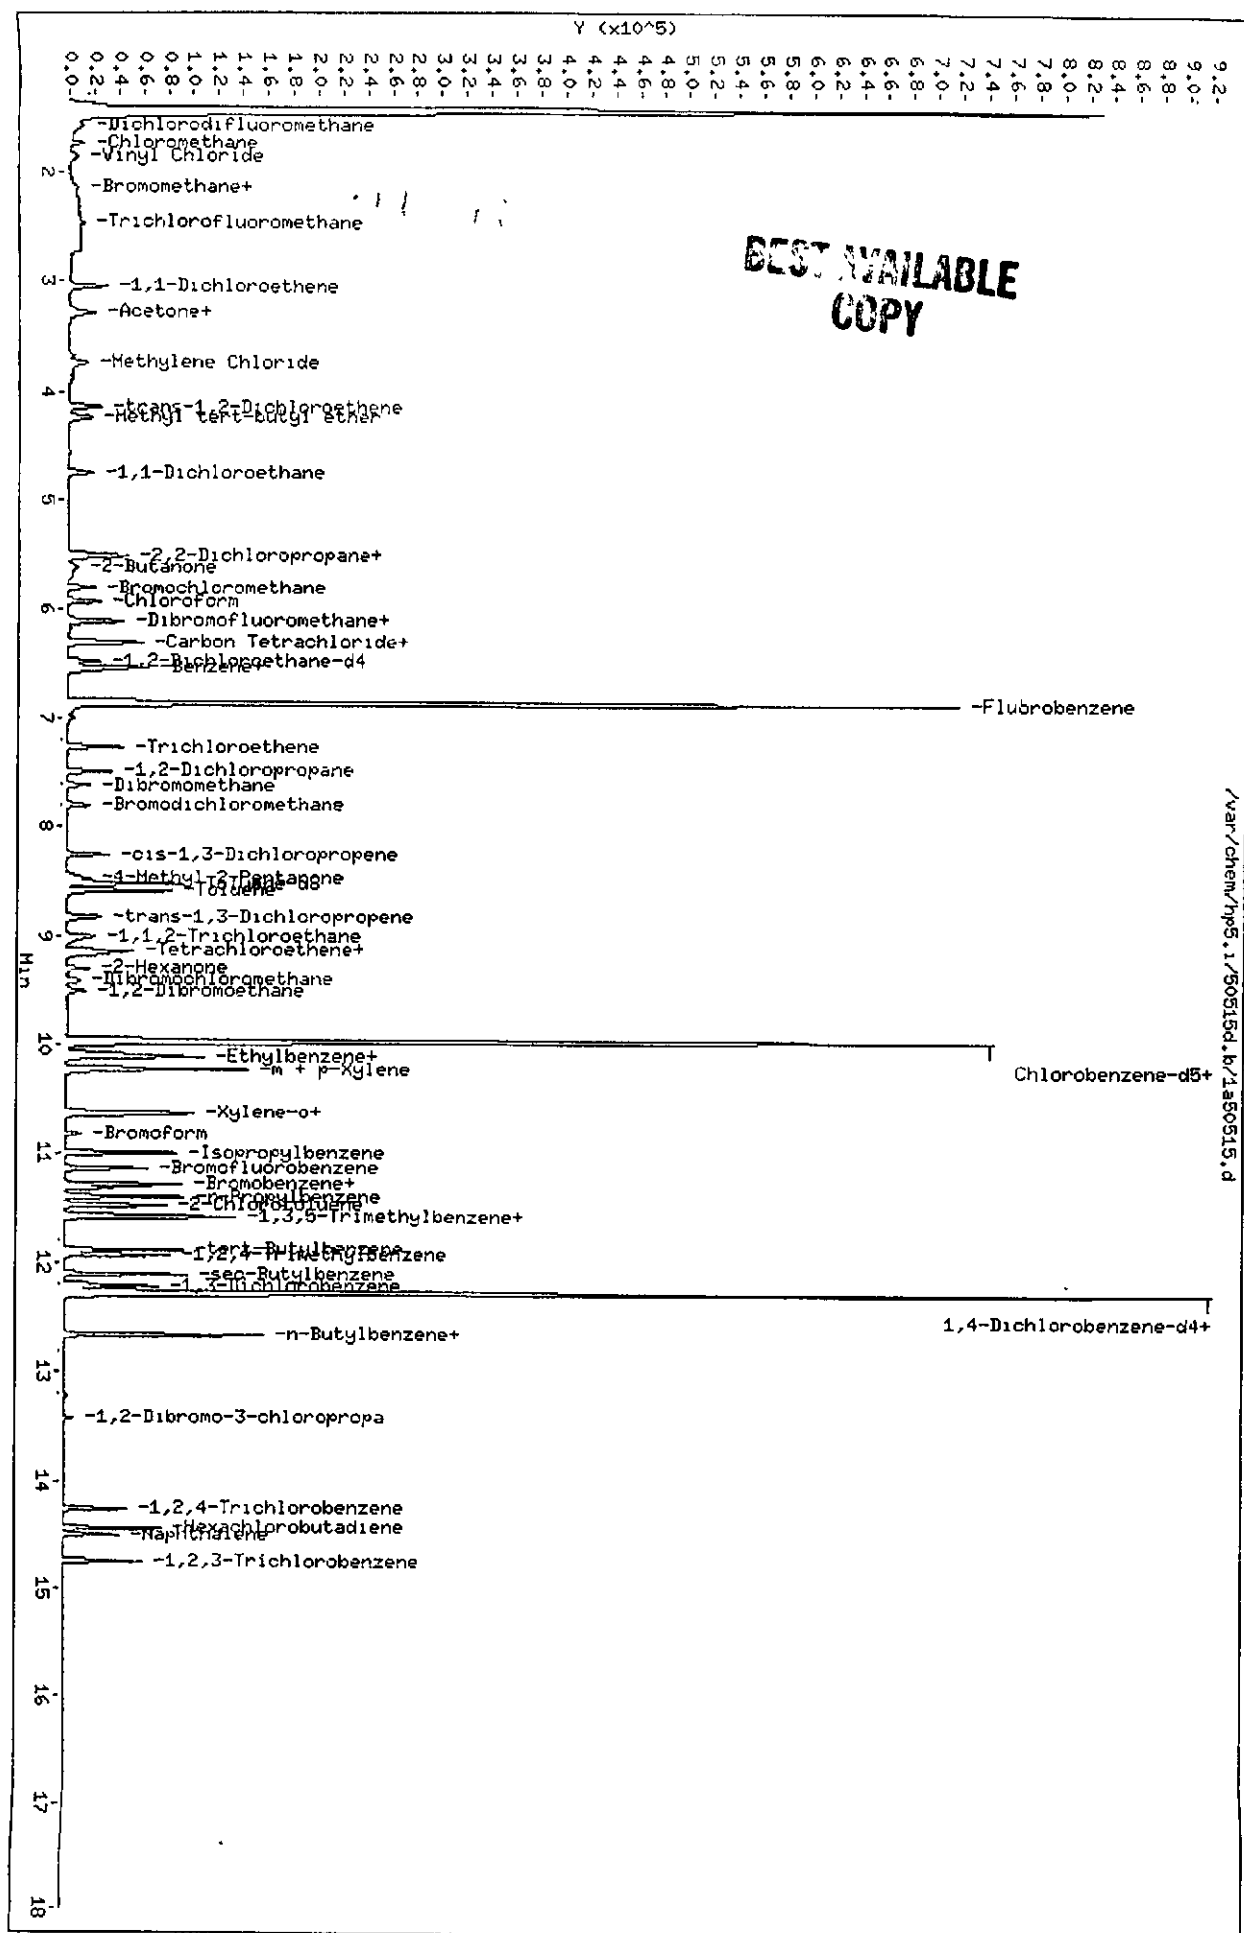 Y (x10^5)
0.0-
0.2-
0.4-
0.6-
0.8-
1.0-
1.2-
1.4-
1.6-
1.8-
2.0-
2.2-
2.4-
2.6-
2.8-
3.0-
3.2-
3.4-
3.6-
3.8-
4.0-
4.2-
4.4-
4.6-
4.8-
5.0-
5.2-
5.4-
5.6-
5.8-
6.0-
6.2-
6.4-
6.6-
6.8-
7.0-
7.2-
7.4-
7.6-
7.8-
8.0-
8.2-
8.4-
8.6-
8.8-
9.0-
9.2-
-Dichlorodifluoromethane
-Chloromethane
-Vinyl Chloride
2
-Bromomethane+
-Trichlorofluoromethane
BEST AVAILABLE
COPY
3
-1,1-Dichloroethene
-Acetone+
-Methylene Chloride
4
-trans-1,2-Dichloroethene
-Methyl tert-butyl ether
-1,1-Dichloroethane
5
-2,2-Dichloropropane+
-2-Butanone
-Bromochloromethane
-Chloroform
6
-Dibromofluoromethane+
-Carbon Tetrachloride+
-1,2-Dichloroethane-d4
-Benzene+
-Fluorobenzene
7
-Trichloroethene
-1,2-Dichloropropane
-Dibromomethane
-Bromodichloromethane
8
-cis-1,3-Dichloropropene
-4-Methyl-2-Pentanone
-Toluene-d8
-Toluene
-trans-1,3-Dichloropropene
9
-1,1,2-Trichloroethane
-Tetrachloroethene+
Min
-2-Hexanone
-Dibromochloromethane
-1,2-Dibromoethane
10
-Ethylbenzene+
-m + p-Xylene
Chlorobenzene-d5+
-Xylene-o+
-Bromoform
11
-Isopropylbenzene
-Bromofluorobenzene
-Bromobenzene+
-n-Propylbenzene
-2-Chlorotoluene
-1,3,5-Trimethylbenzene+
-tert-Butylbenzene
-1,2,4-Trimethylbenzene
12
-sec-Butylbenzene
-1,3-Dichlorobenzene
1,4-Dichlorobenzene-d4+
-n-Butylbenzene+
13
-1,2-Dibromo-3-chloropropa
14
-1,2,4-Trichlorobenzene
-Hexachlorobutadiene
-Naphthalene
-1,2,3-Trichlorobenzene
15
16
17
18
/var/chem/hp5.i/50515d.b/1a50515.d